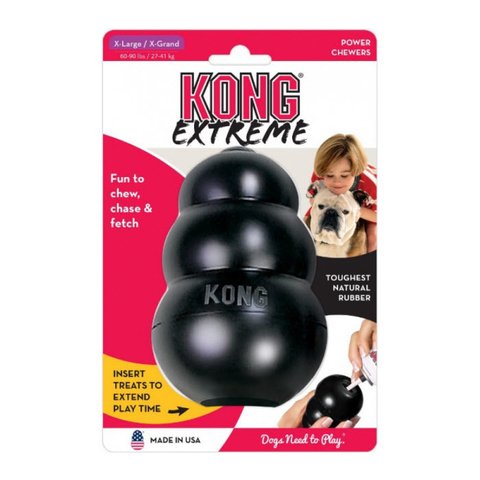 X-Large / X-Grand
60-90 lbs / 27-41 kg
POWER
CHEWERS
KONG®
EXTREME
Fun to
chew,
chase &
fetch
TOUGHEST
NATURAL
RUBBER
KONG
INSERT
TREATS TO
EXTEND
PLAY TIME
MADE IN USA
Dogs Need to Play.